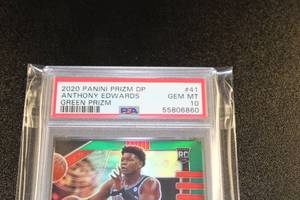 2020 PANINI PRIZM DP #41
ANTHONY EDWARDS GEM MT
GREEN PRIZM 10
PSA 55806860
RC